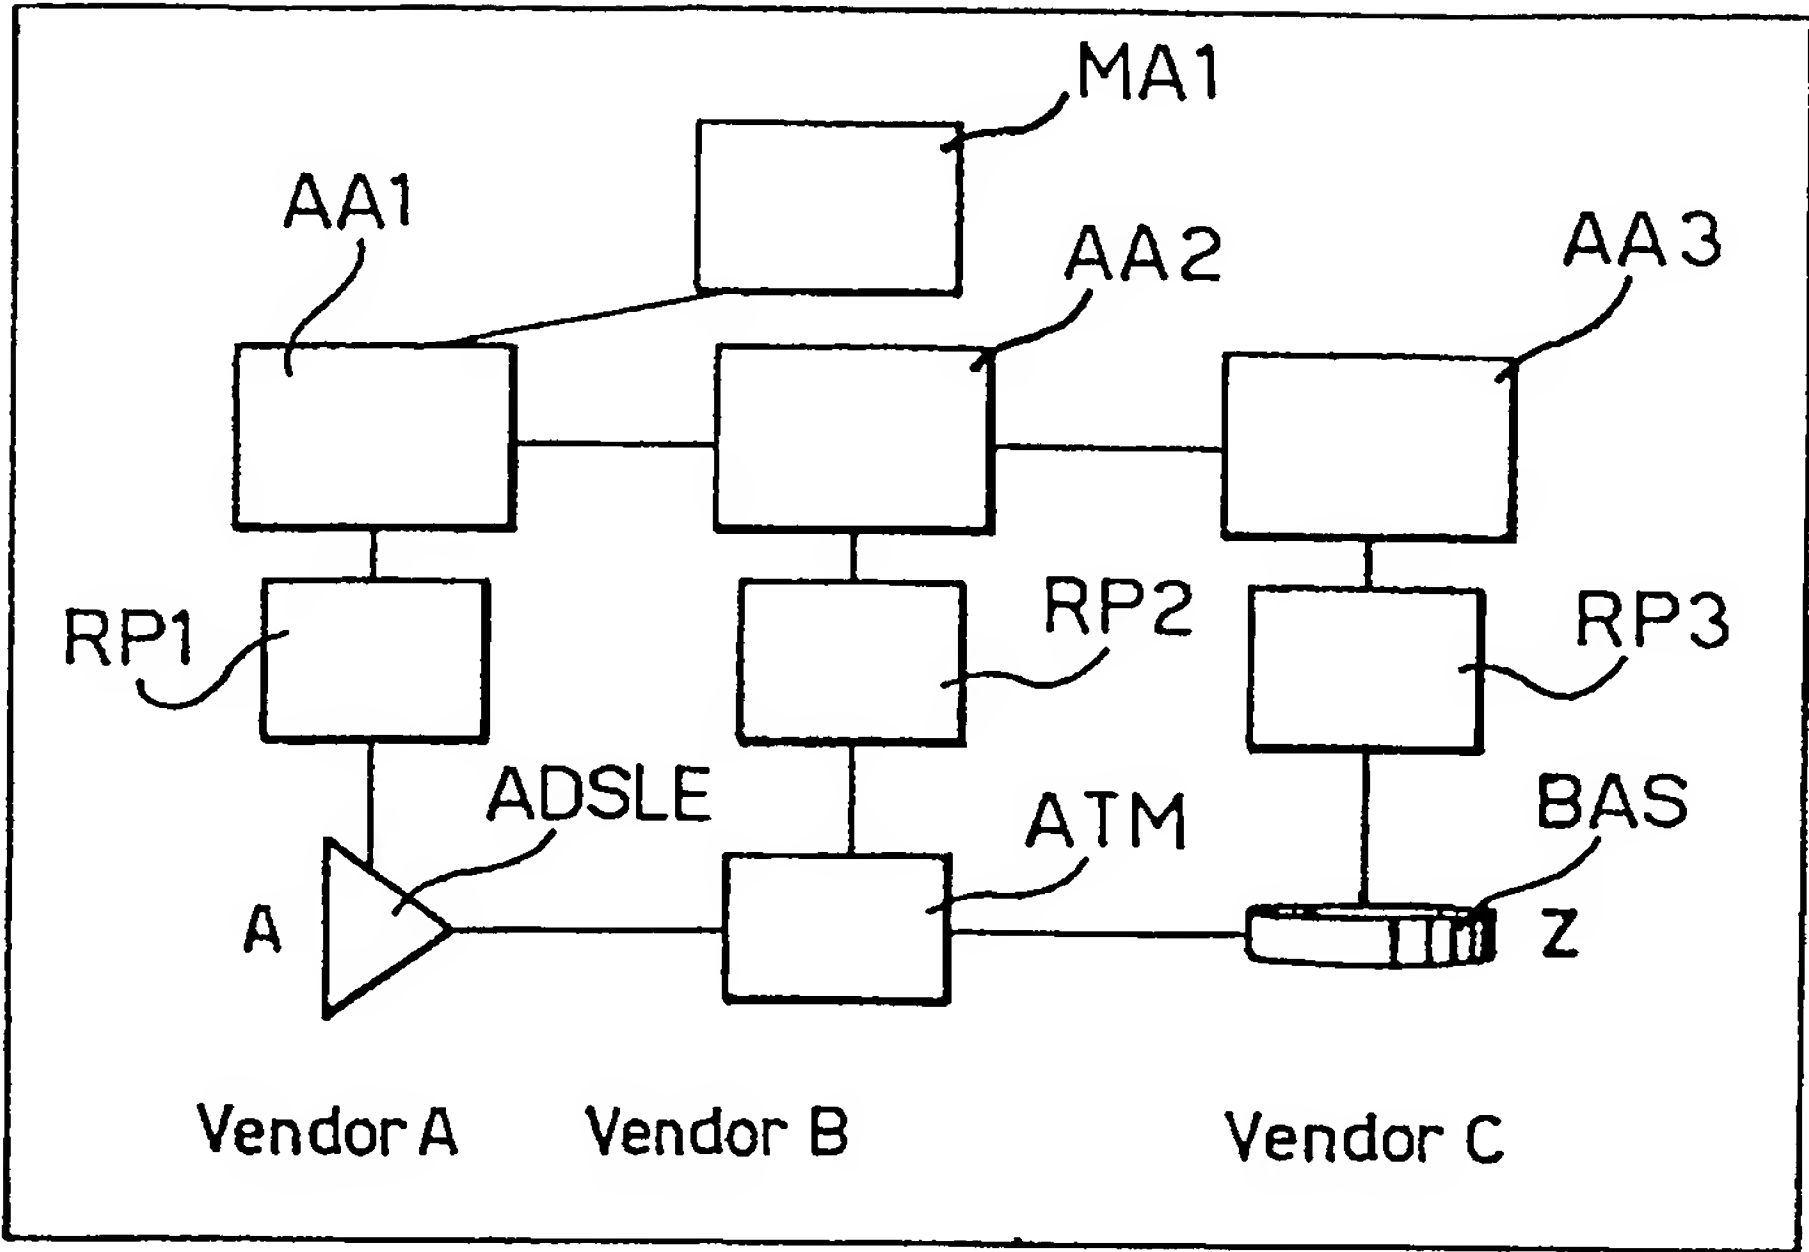 MA1
AA1
AA2
AA3
RP1
RP2
RP3
ADSLE
ATM
BAS
A
Z
Vendor A
Vendor B
Vendor C